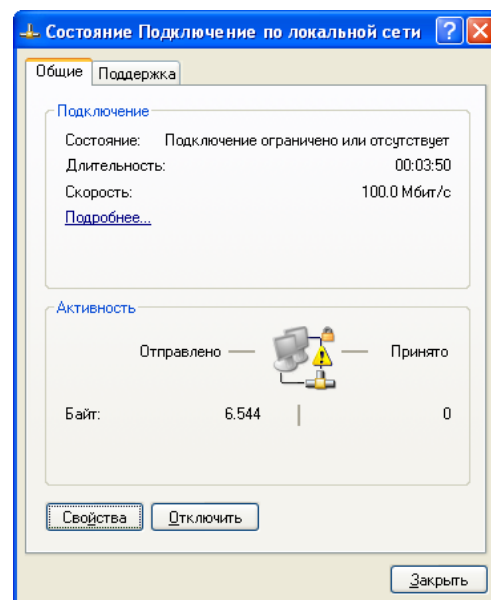 Состояние Подключение по локальной сети
Общие Поддержка
Подключение
Состояние: Подключение ограничено или отсутствует
Длительность: 00:03:50
Скорость: 100.0 Мбит/с
Подробнее...
Активность
Отправлено — — Принято
Байт: 6.544 0
Свойства Отключить
Закрыть